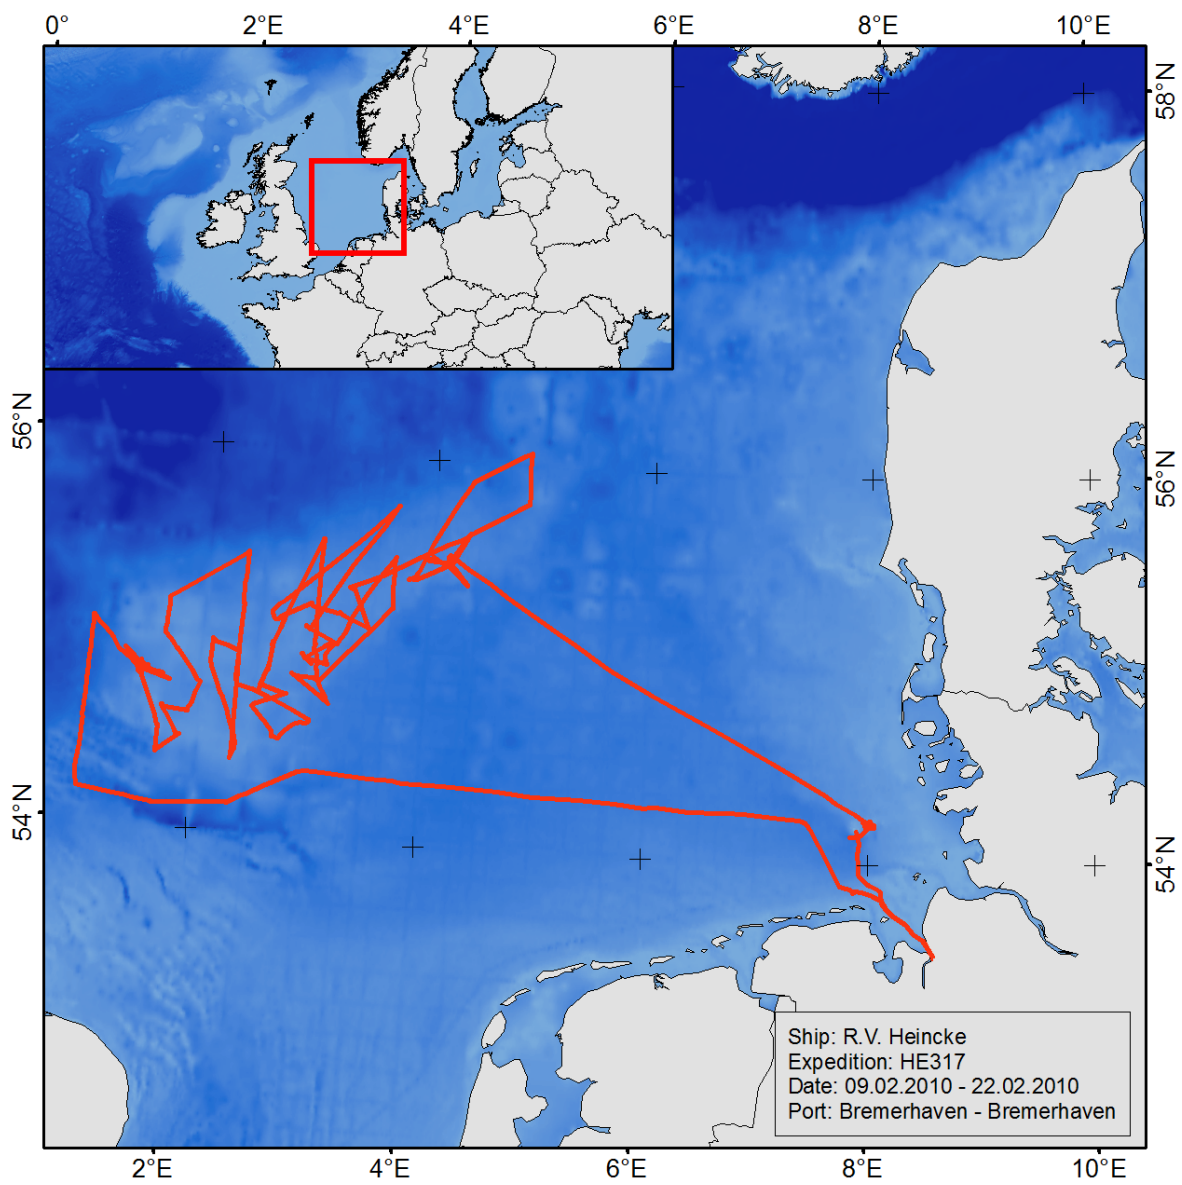 0° 2°E 4°E 6°E 8°E 10°E
58°N
56°N
56°N
54°N
54°N
Ship: R.V. Heincke
Expedition: HE317
Date: 09.02.2010 - 22.02.2010
Port: Bremerhaven - Bremerhaven
2°E 4°E 6°E 8°E 10°E